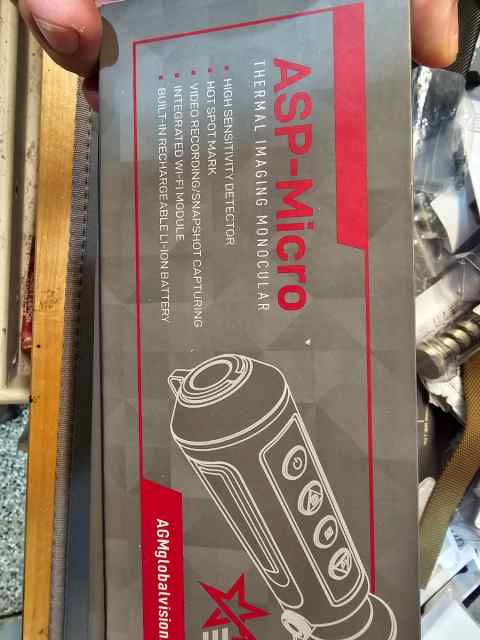 ASP-Micro
THERMAL IMAGING MONOCULAR
▪ HIGH SENSITIVITY DETECTOR
▪ HOT SPOT MARK
▪ VIDEO RECORDING/SNAPSHOT CAPTURING
▪ INTEGRATED WI-FI MODULE
▪ BUILT-IN RECHARGEABLE LI-ION BATTERY
AGMglobalvision